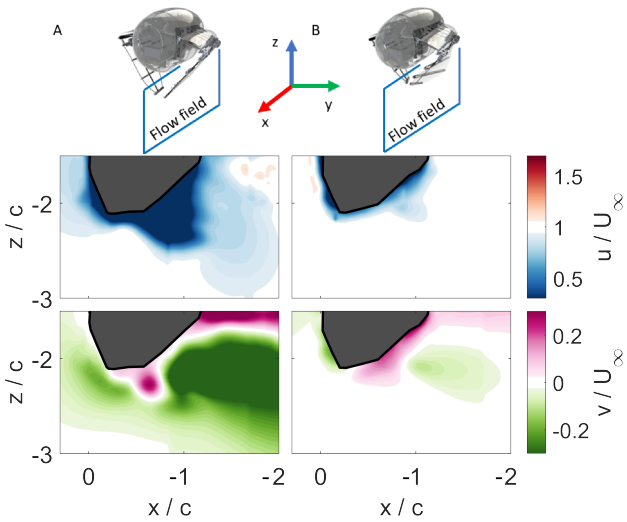 A
B
z
y
x
Flow field
Flow field
z / c
-2
-3
1.5
1
0.5
u / U∞
z / c
-2
-3
0.2
0
-0.2
v / U∞
0
-1
-2
0
-1
-2
x / c
x / c